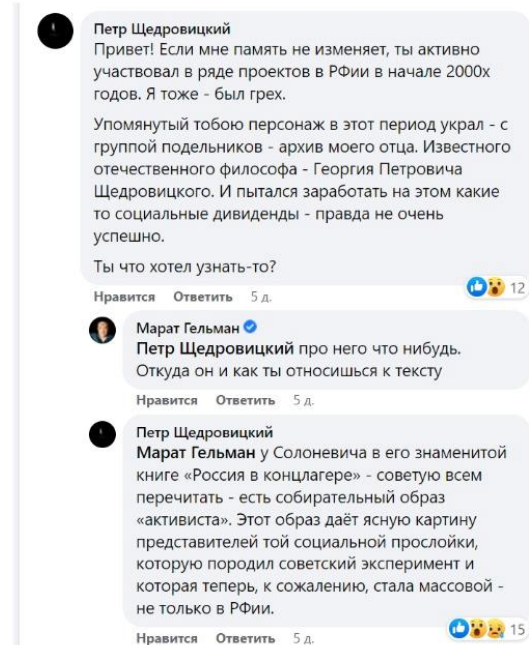 Петр Щедровицкий
Привет! Если мне память не изменяет, ты активно
участвовал в ряде проектов в РФии в начале 2000х
годов. Я тоже - был грех.
Упомянутый тобою персонаж в этот период украл - с
группой подельников - архив моего отца. Известного
отечественного философа - Георгия Петровича
Щедровицкого. И пытался заработать на этом какие
то социальные дивиденды - правда не очень
успешно.
Ты что хотел узнать-то?
12
Нравится Ответить 5 д.
Марат Гельман
Петр Щедровицкий про него что нибудь.
Откуда он и как ты относишься к тексту
Нравится Ответить 5 д.
Петр Щедровицкий
Марат Гельман у Солоневича в его знаменитой
книге «Россия в концлагере» - советую всем
перечитать - есть собирательный образ
«активиста». Этот образ даёт ясную картину
представителей той социальной прослойки,
которую породил советский эксперимент и
которая теперь, к сожалению, стала массовой -
не только в РФии.
15
Нравится Ответить 5 д.